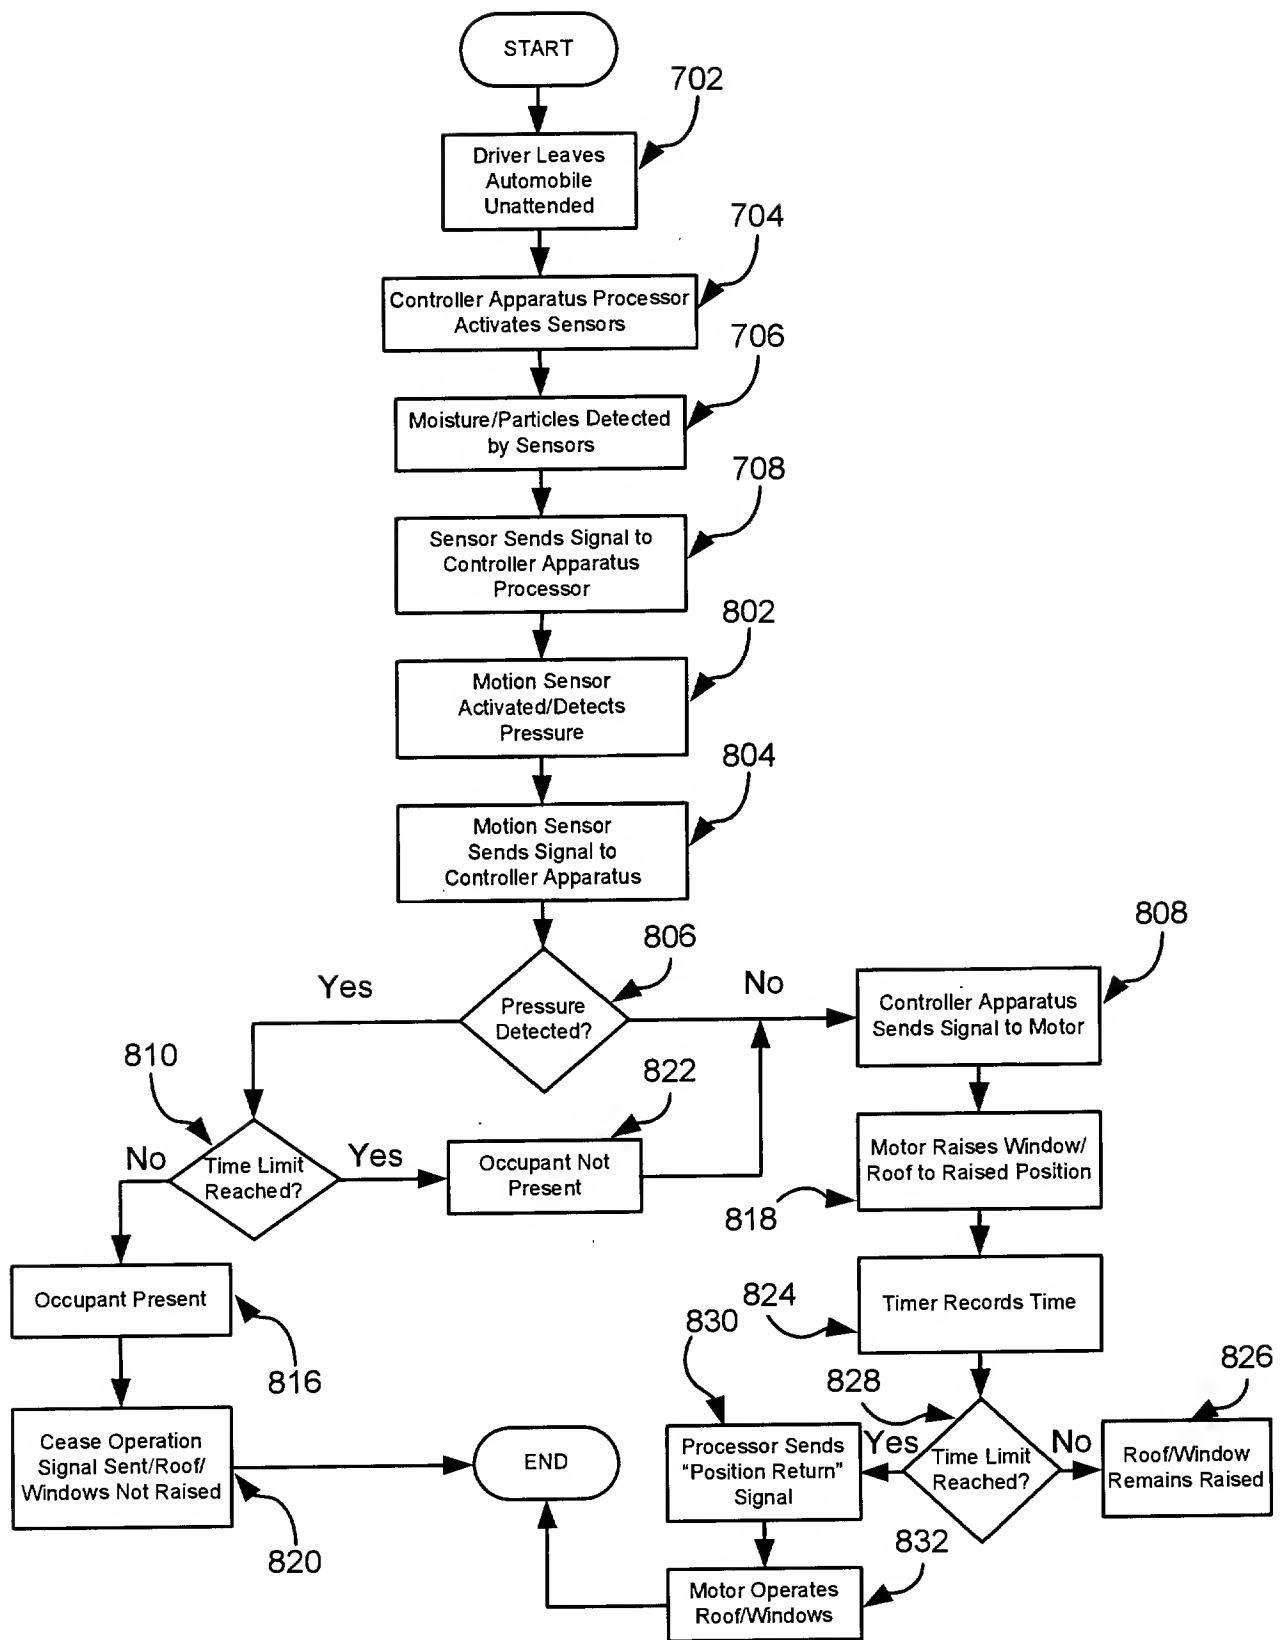 START
702
Driver Leaves
Automobile
Unattended
704
Controller Apparatus Processor
Activates Sensors
706
Moisture/Particles Detected
by Sensors
708
Sensor Sends Signal to
Controller Apparatus
Processor
802
Motion Sensor
Activated/Detects
Pressure
804
Motion Sensor
Sends Signal to
Controller Apparatus
806
Pressure
Detected?
Yes
No
808
Controller Apparatus
Sends Signal to Motor
810
Time Limit
Reached?
No
Yes
822
Occupant Not
Present
Motor Raises Window/
Roof to Raised Position
818
Occupant Present
816
824
Timer Records Time
Cease Operation
Signal Sent/Roof/
Windows Not Raised
820
END
830
Processor Sends
"Position Return"
Signal
828
Yes
Time Limit
Reached?
No
826
Roof/Window
Remains Raised
832
Motor Operates
Roof/Windows